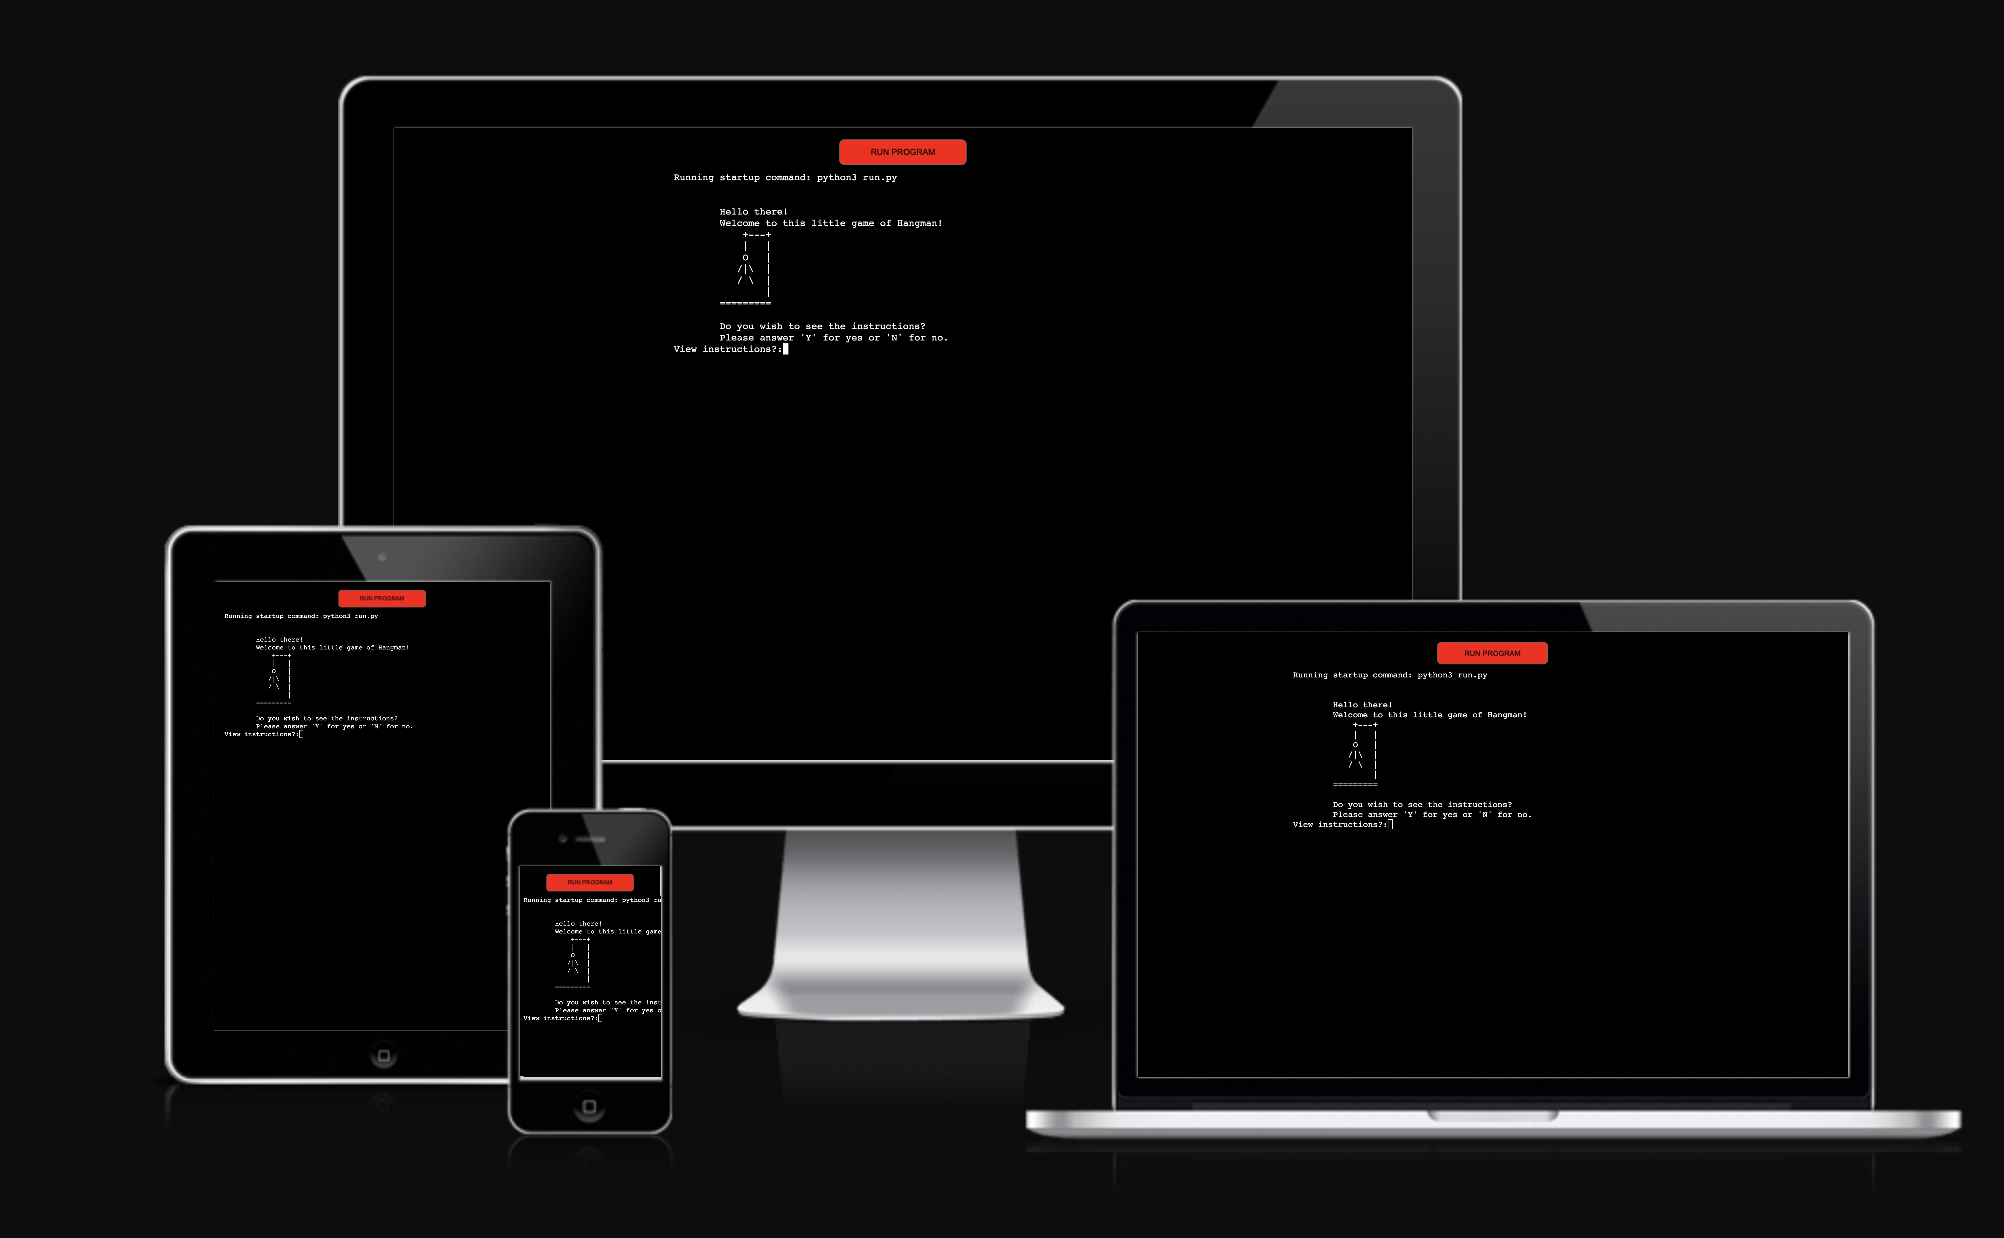 RUN PROGRAM
Running startup command: python3 run.py
Hello there!
Welcome to this little game of Hangman!
+---+
|   |
O   |
/|\  |
/ \  |
|
=========
Do you wish to see the instructions?
Please answer 'Y' for yes or 'N' for no.
View instructions?:
RUN PROGRAM
Running startup command: python3 run.py
Hello there!
Welcome to this little game of Hangman!
+---+
|   |
O   |
/|\  |
/ \  |
|
=========
Do you wish to see the instructions?
Please answer 'Y' for yes or 'N' for no.
View instructions?:
RUN PROGRAM
Running startup command: python3 run.py
Hello there!
Welcome to this little game of Hangman!
+---+
|   |
O   |
/|\  |
/ \  |
|
=========
Do you wish to see the instructions?
Please answer 'Y' for yes or 'N' for no.
View instructions?:
RUN PROGRAM
Running startup command: python3 ru
Hello there!
Welcome to this little game
+---+
|   |
O   |
/|\  |
/ \  |
|
=========
Do you wish to see the inst
Please answer 'Y' for yes o
View instructions?: